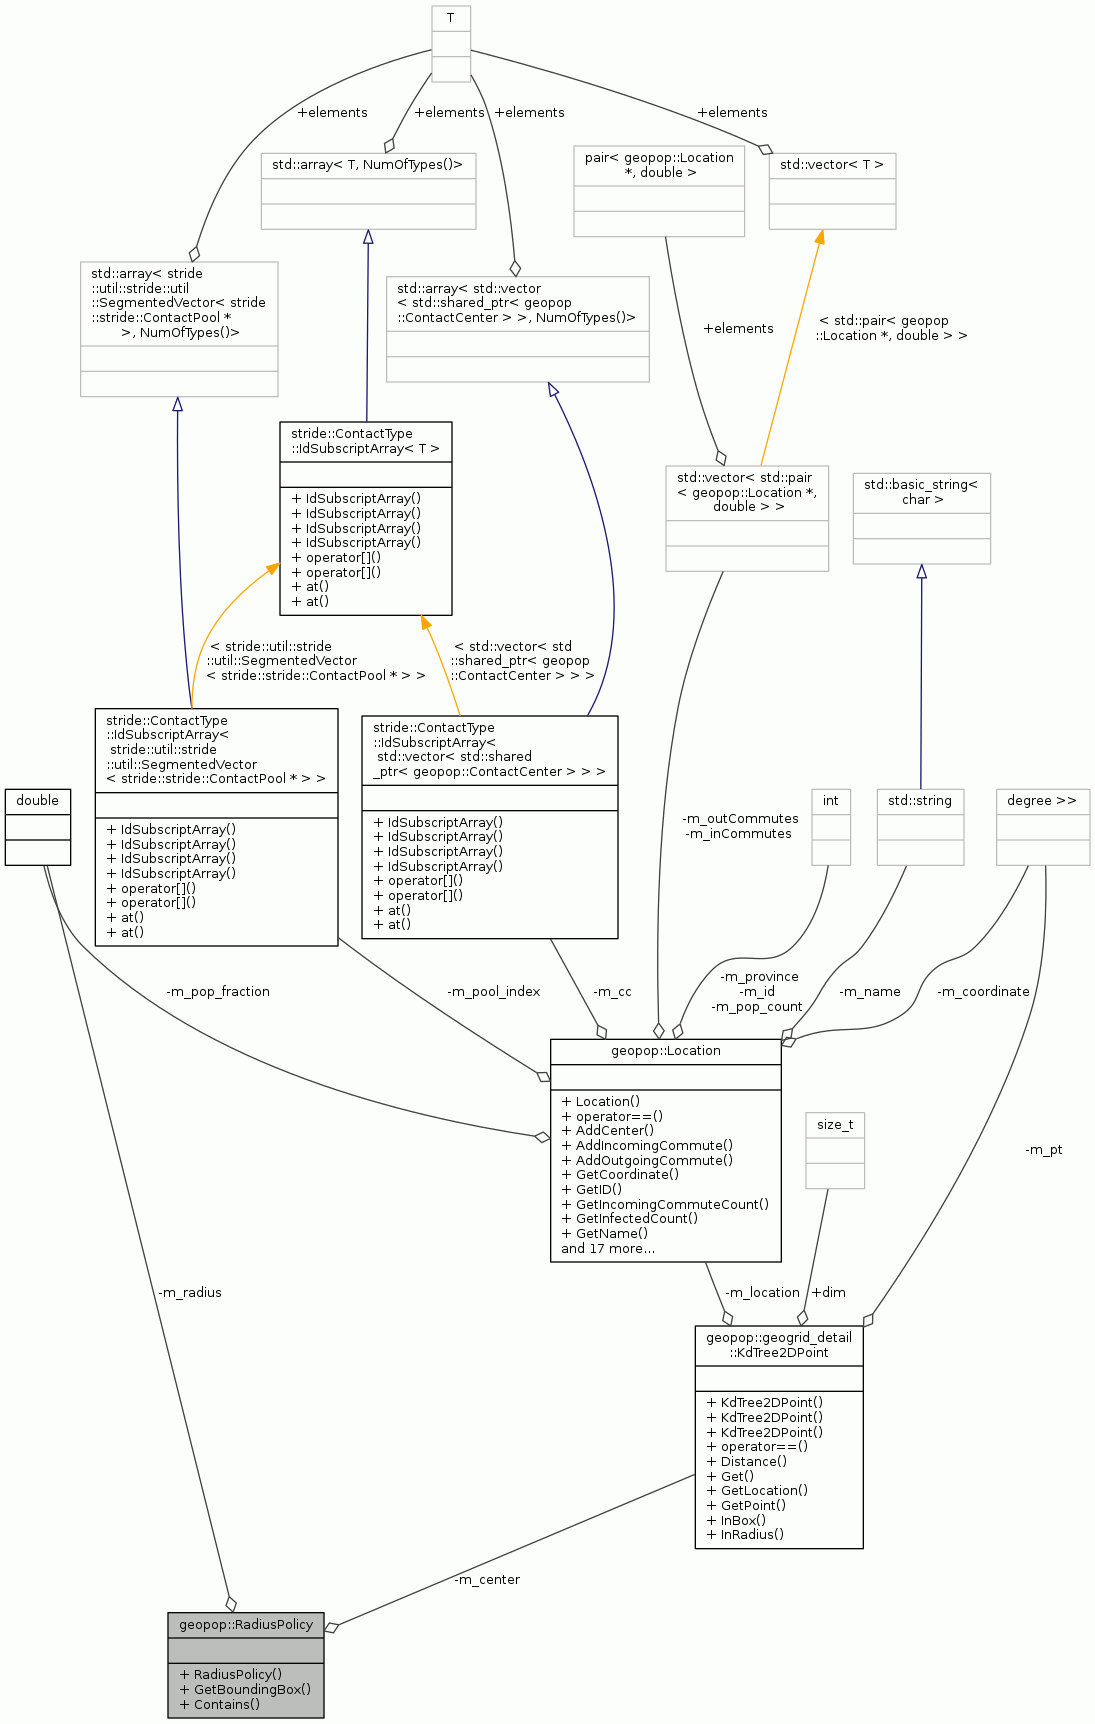 T
+elements
+elements
+elements
+elements
std::array< T, NumOfTypes()>
pair< geopop::Location
*, double >
std::vector< T >
std::array< stride
::util::stride::util
::SegmentedVector< stride
::stride::ContactPool *
>, NumOfTypes()>
std::array< std::vector
< std::shared_ptr< geopop
::ContactCenter > >, NumOfTypes()>
+elements
< std::pair< geopop
::Location *, double > >
stride::ContactType
::IdSubscriptArray< T >
+ IdSubscriptArray()
+ IdSubscriptArray()
+ IdSubscriptArray()
+ IdSubscriptArray()
+ operator[]()
+ operator[]()
+ at()
+ at()
std::vector< std::pair
< geopop::Location *,
double > >
std::basic_string<
char >
< stride::util::stride
::util::SegmentedVector
< stride::stride::ContactPool * > >
< std::vector< std
::shared_ptr< geopop
::ContactCenter > > >
stride::ContactType
::IdSubscriptArray<
stride::util::stride
::util::SegmentedVector
< stride::stride::ContactPool * > >
+ IdSubscriptArray()
+ IdSubscriptArray()
+ IdSubscriptArray()
+ IdSubscriptArray()
+ operator[]()
+ operator[]()
+ at()
+ at()
stride::ContactType
::IdSubscriptArray<
std::vector< std::shared
_ptr< geopop::ContactCenter > > >
+ IdSubscriptArray()
+ IdSubscriptArray()
+ IdSubscriptArray()
+ IdSubscriptArray()
+ operator[]()
+ operator[]()
+ at()
+ at()
double
-m_outCommutes
-m_inCommutes
int
std::string
degree >>
-m_pop_fraction
-m_pool_index
-m_cc
-m_province
-m_id
-m_pop_count
-m_name
-m_coordinate
geopop::Location
+ Location()
+ operator==()
+ AddCenter()
+ AddIncomingCommute()
+ AddOutgoingCommute()
+ GetCoordinate()
+ GetID()
+ GetIncomingCommuteCount()
+ GetInfectedCount()
+ GetName()
and 17 more...
size_t
-m_pt
-m_radius
-m_location
+dim
geopop::geogrid_detail
::KdTree2DPoint
+ KdTree2DPoint()
+ KdTree2DPoint()
+ KdTree2DPoint()
+ operator==()
+ Distance()
+ Get()
+ GetLocation()
+ GetPoint()
+ InBox()
+ InRadius()
-m_center
geopop::RadiusPolicy
+ RadiusPolicy()
+ GetBoundingBox()
+ Contains()